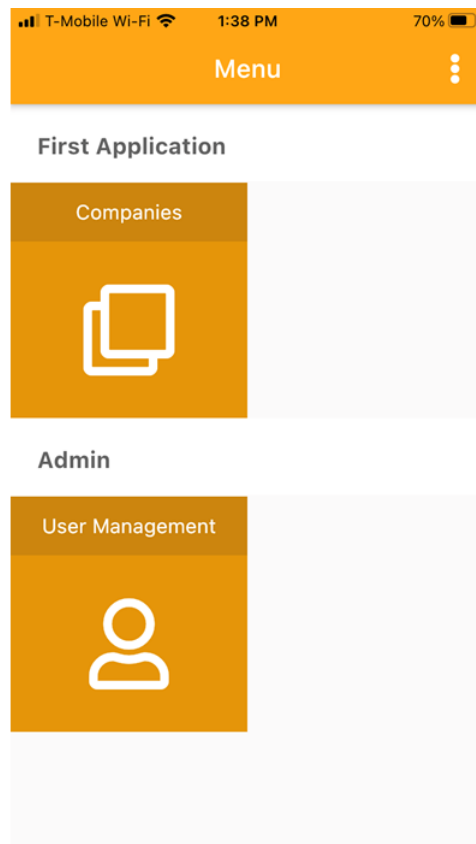 T-Mobile Wi-Fi 1:38 PM 70%
Menu
First Application
Companies
Admin
User Management